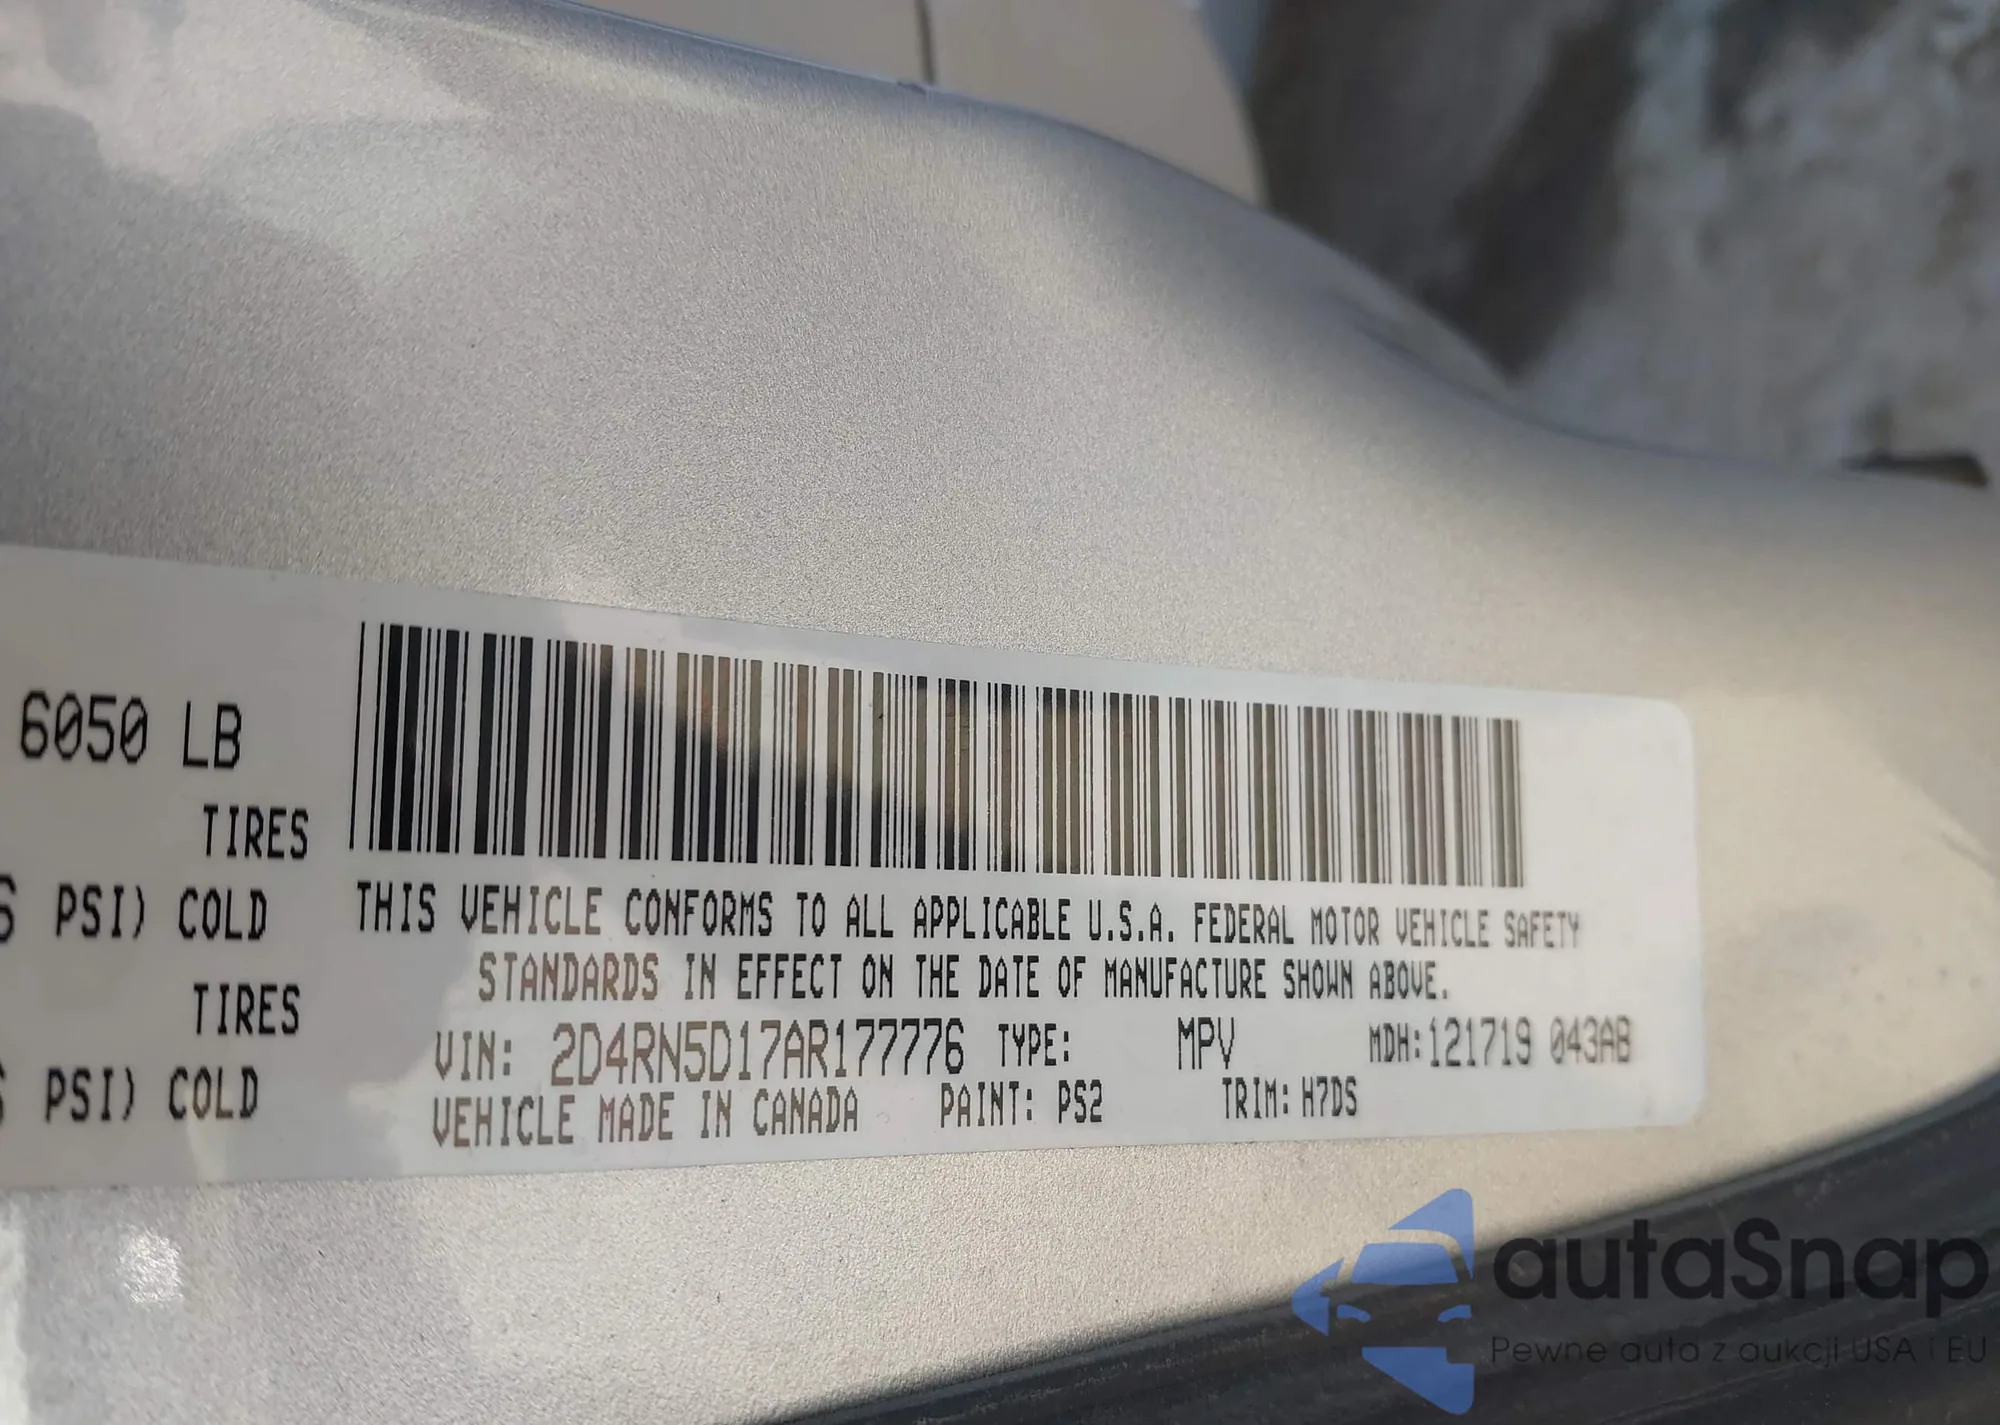 6050 LB
TIRES
PSI) COLD
TIRES
PSI) COLD
THIS VEHICLE CONFORMS TO ALL APPLICABLE U.S.A. FEDERAL MOTOR VEHICLE SAFETY
STANDARDS IN EFFECT ON THE DATE OF MANUFACTURE SHOWN ABOVE.
VIN: 2D4RN5D17AR177776 TYPE: MPV MDH:121719 043AB
VEHICLE MADE IN CANADA PAINT: PS2 TRIM: H7DS
autaSnap
Pewne auta z aukcji USA i EU